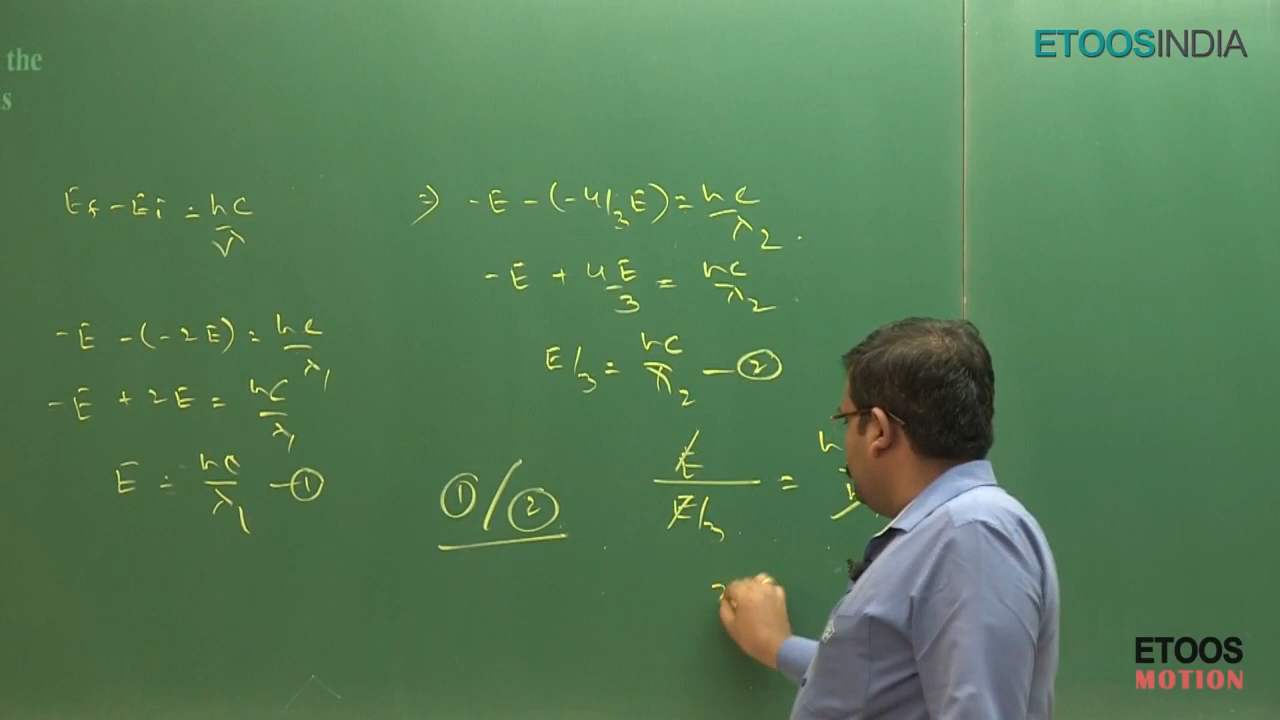 ETOOSINDIA
the
s
Ef - Ei = hc/λ
-E - (-2E) = hc/λ1
-E + 2E = hc/λ1
E = hc/λ1 - ①
⇒ -E - (-4/3E) = hc/λ2
-E + 4E/3 = hc/λ2
E/3 = hc/λ2 - ②
①/②
E/E/3 = h
ETOOS
MOTION